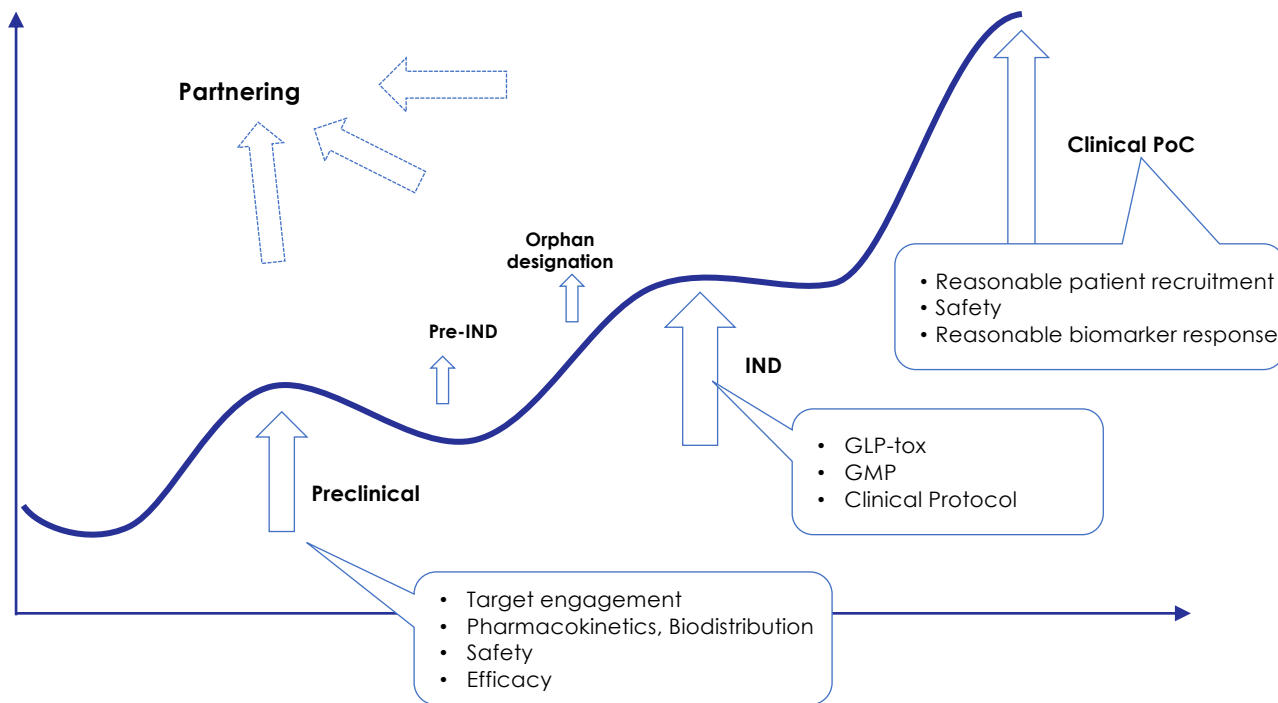 Partnering
Clinical PoC
Orphan
designation
• Reasonable patient recruitment
• Safety
• Reasonable biomarker response
Pre-IND
IND
• GLP-tox
• GMP
• Clinical Protocol
Preclinical
• Target engagement
• Pharmacokinetics, Biodistribution
• Safety
• Efficacy